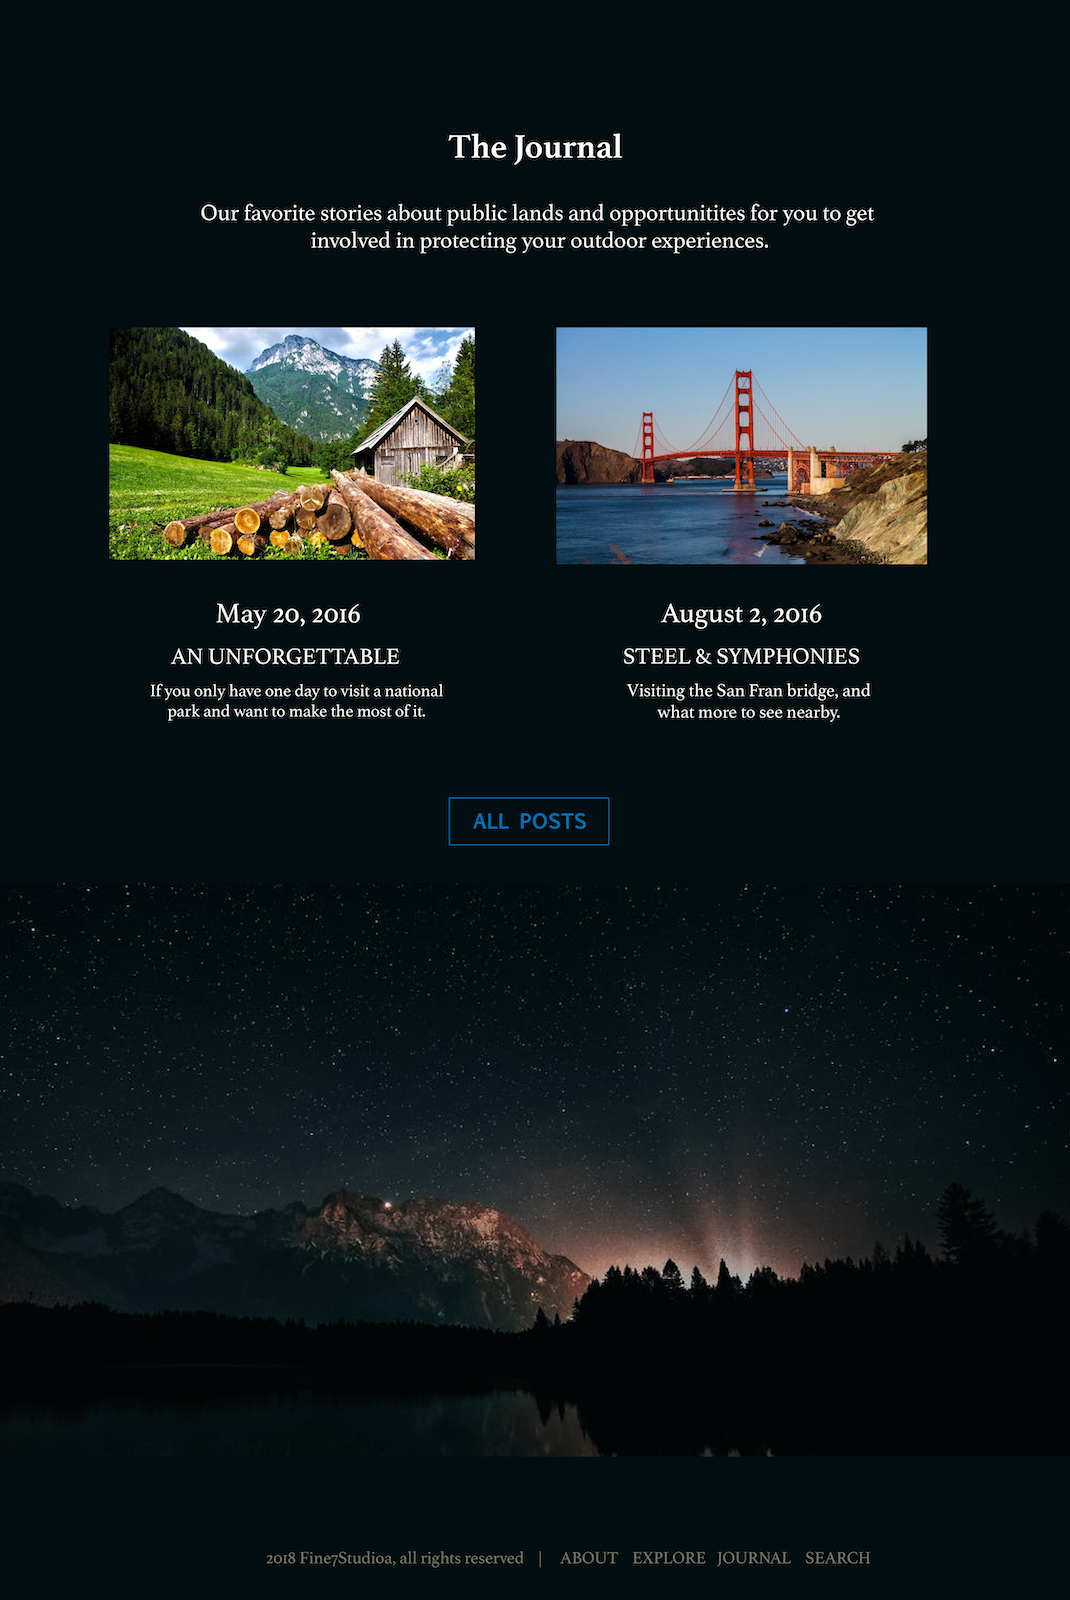 The Journal
Our favorite stories about public lands and opportunitites for you to get
involved in protecting your outdoor experiences.
May 20, 2016
AN UNFORGETTABLE
If you only have one day to visit a national
park and want to make the most of it.
August 2, 2016
STEEL & SYMPHONIES
Visiting the San Fran bridge, and
what more to see nearby.
ALL POSTS
2018 Fine7Studioa, all rights reserved | ABOUT EXPLORE JOURNAL SEARCH